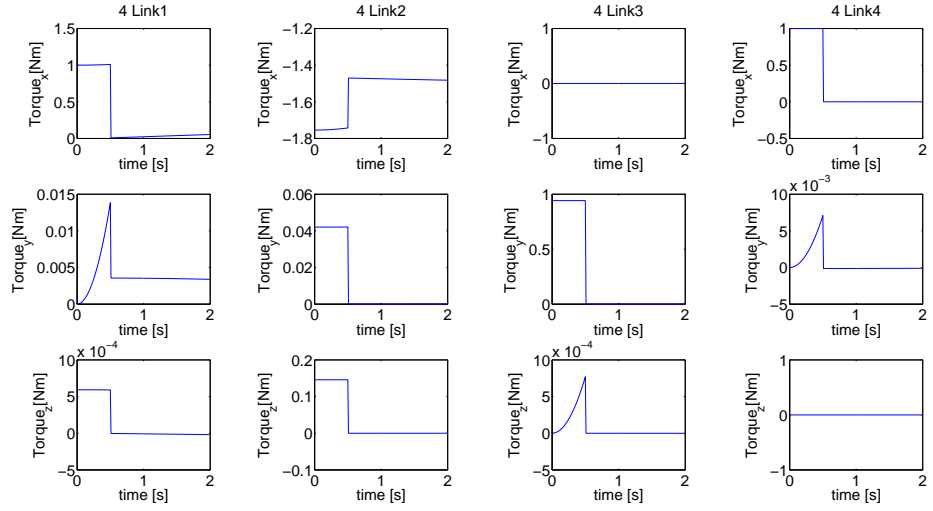 4 Link1
1.5
1
0.5
0
Torque_x[Nm]
0 1 2
time [s]
4 Link2
−1.2
−1.4
−1.6
−1.8
Torque_x[Nm]
0 1 2
time [s]
4 Link3
1
0
−1
Torque_x[Nm]
0 1 2
time [s]
4 Link4
1
0.5
0
−0.5
Torque_x[Nm]
0 1 2
time [s]
0.015
0.01
0.005
0
Torque_y[Nm]
0 1 2
time [s]
0.06
0.04
0.02
0
Torque_y[Nm]
0 1 2
time [s]
1
0.5
0
Torque_y[Nm]
0 1 2
time [s]
x 10^−3
10
5
0
−5
Torque_y[Nm]
0 1 2
time [s]
x 10^−4
10
5
0
−5
Torque_z[Nm]
0 1 2
time [s]
0.2
0.1
0
−0.1
Torque_z[Nm]
0 1 2
time [s]
x 10^−4
10
5
0
−5
Torque_z[Nm]
0 1 2
time [s]
1
0
−1
Torque_z[Nm]
0 1 2
time [s]